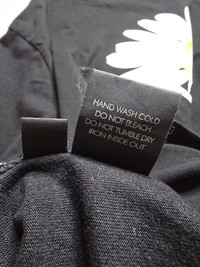 HAND WASH COLD
DO NOT BLEACH
DO NOT TUMBLE DRY
IRON INSIDE OUT